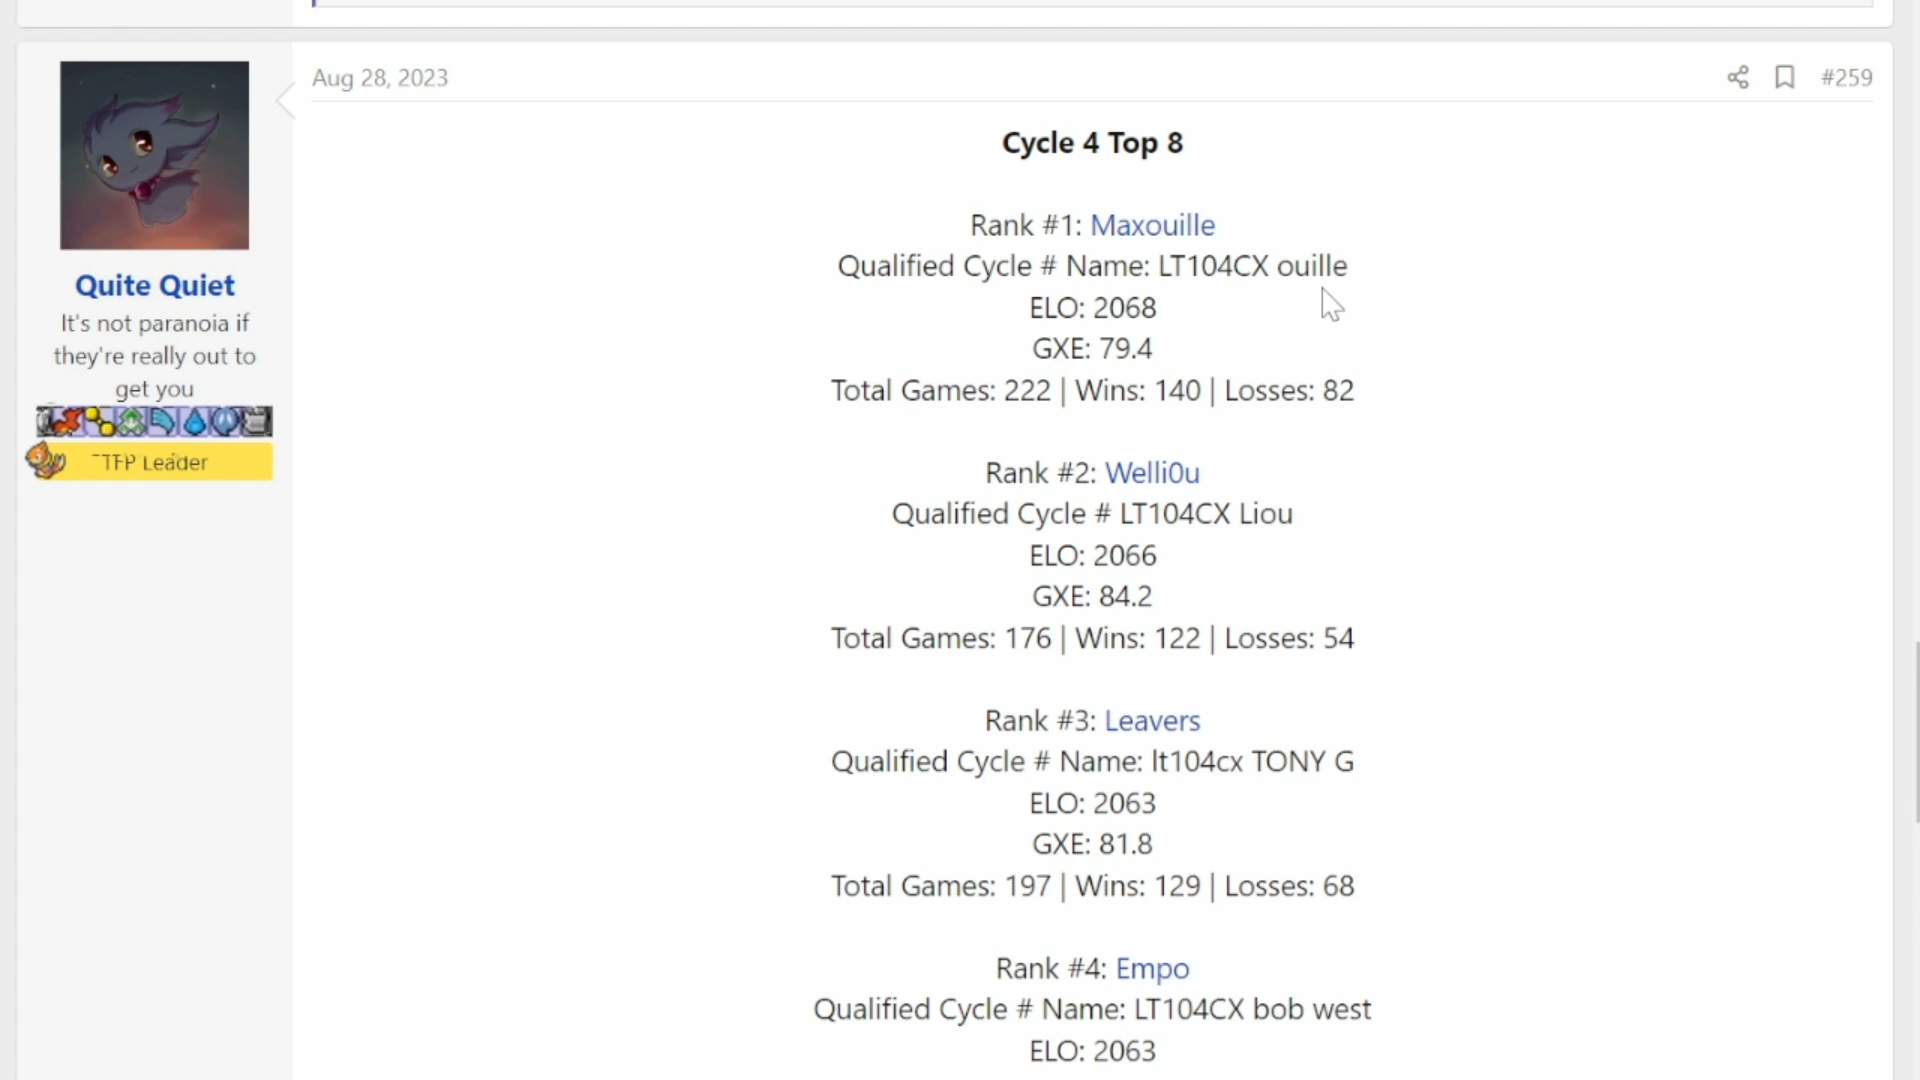 Aug 28, 2023
#259
Quite Quiet
It's not paranoia if
they're really out to
get you
TFP Leader
Cycle 4 Top 8
Rank #1: Maxouille
Qualified Cycle # Name: LT104CX ouille
ELO: 2068
GXE: 79.4
Total Games: 222 | Wins: 140 | Losses: 82
Rank #2: Welli0u
Qualified Cycle # LT104CX Liou
ELO: 2066
GXE: 84.2
Total Games: 176 | Wins: 122 | Losses: 54
Rank #3: Leavers
Qualified Cycle # Name: lt104cx TONY G
ELO: 2063
GXE: 81.8
Total Games: 197 | Wins: 129 | Losses: 68
Rank #4: Empo
Qualified Cycle # Name: LT104CX bob west
ELO: 2063